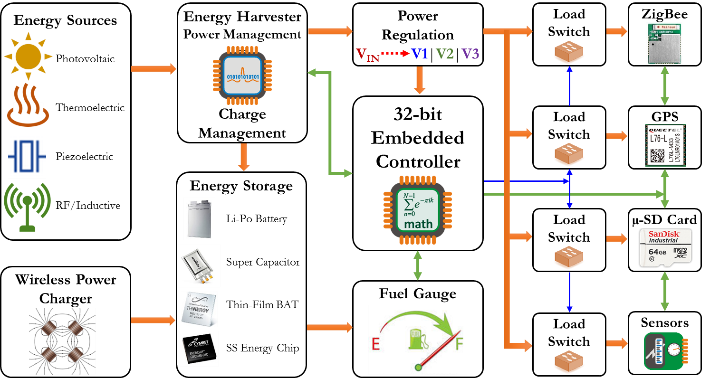 Energy Sources
Photovoltaic
Thermoelectric
Piezoelectric
RF/Inductive
Wireless Power
Charger
Energy Harvester
Power Management
Charge
Management
Energy Storage
Li-Po Battery
Super Capacitor
Thin-Film BAT
SS Energy Chip
Power
Regulation
VIN V1|V2|V3
32-bit
Embedded
Controller
math
Fuel Gauge
E F
Load
Switch
Load
Switch
Load
Switch
Load
Switch
ZigBee
GPS
L76-L
µ-SD Card
SanDisk
Industrial
64GB
Sensors